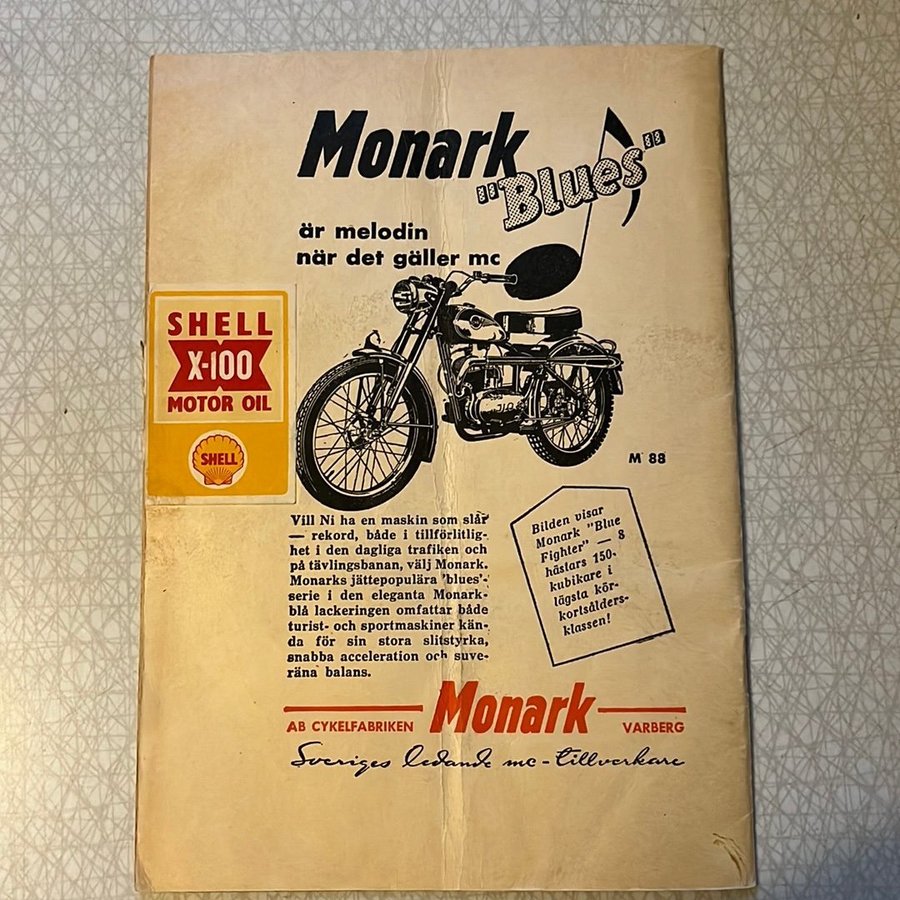 Monark
"Blues"
är melodin
när det gäller mc
SHELL
X-100
MOTOR OIL
SHELL
JLO
M 88
Vill Ni ha en maskin som slår
— rekord, både i tillförlitlig-
het i den dagliga trafiken och
på tävlingsbanan, välj Monark.
Monarks jättepopulära 'blues'-
serie i den eleganta Monark-
blå lackeringen omfattar både
turist- och sportmaskiner kän-
da för sin stora slitstyrka,
snabba acceleration och suve-
räna balans.
Bilden visar
Monark "Blue
Fighter" — 8
hästars 150-
kubikare i
lägsta kör-
kortsålders-
klassen!
AB CYKELFABRIKEN Monark VARBERG
Sveriges ledande mc-tillverkare